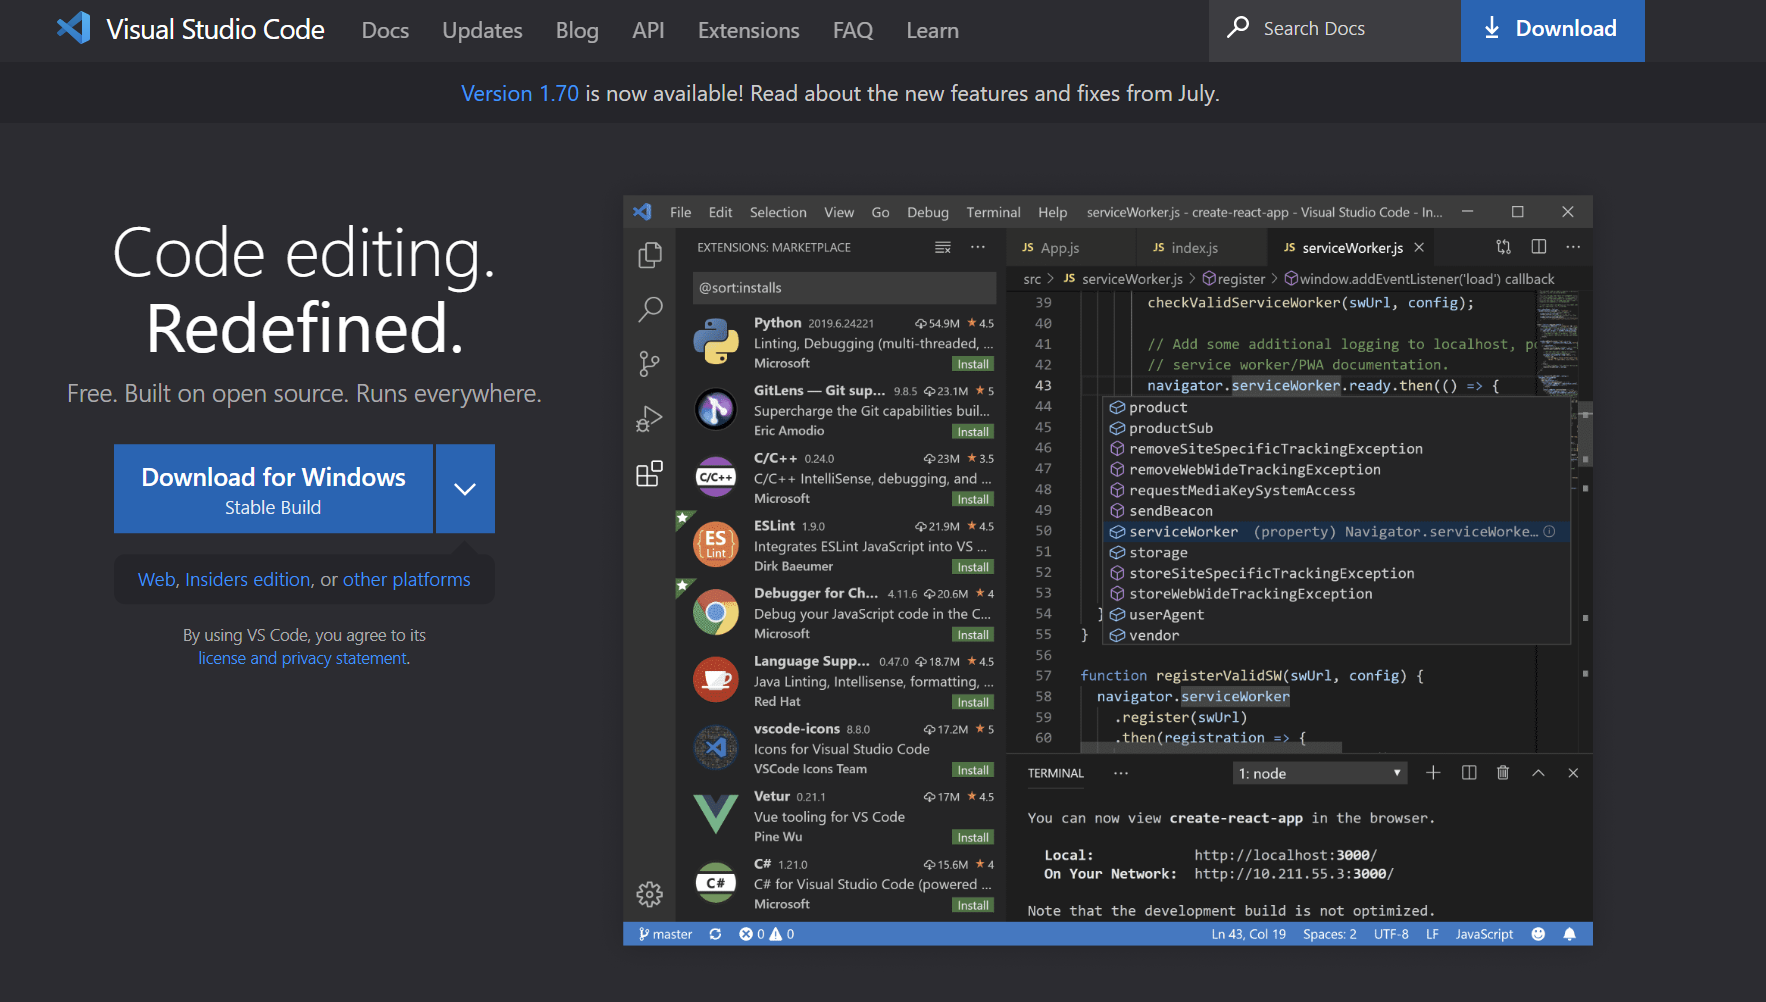 Visual Studio Code Docs Updates Blog API Extensions FAQ Learn Search Docs Download
Version 1.70 is now available! Read about the new features and fixes from July.
Code editing.
Redefined.
Free. Built on open source. Runs everywhere.
Download for Windows
Stable Build
Web, Insiders edition, or other platforms
By using VS Code, you agree to its
license and privacy statement.
File Edit Selection View Go Debug Terminal Help serviceWorker.js - create-react-app - Visual Studio Code - In...
EXTENSIONS: MARKETPLACE
@sort:installs
Python 2019.6.24221 54.9M 4.5
Linting, Debugging (multi-threaded, ...
Microsoft Install
GitLens — Git sup... 9.8.5 23.1M 5
Supercharge the Git capabilities buil...
Eric Amodio Install
C/C++
C/C++ 0.24.0 23M 3.5
C/C++ IntelliSense, debugging, and ...
Microsoft Install
ES
Lint
ESLint 1.9.0 21.9M 4.5
Integrates ESLint JavaScript into VS ...
Dirk Baeumer Install
Debugger for Ch... 4.11.6 20.6M 4
Debug your JavaScript code in the C...
Microsoft Install
Language Supp... 0.47.0 18.7M 4.5
Java Linting, Intellisense, formatting, ...
Red Hat Install
vscode-icons 8.8.0 17.2M 5
Icons for Visual Studio Code
VSCode Icons Team Install
Vetur 0.21.1 17M 4.5
Vue tooling for VS Code
Pine Wu Install
C#
C# 1.21.0 15.6M 4
C# for Visual Studio Code (powered ...
Microsoft Install
JS App.js JS index.js JS serviceWorker.js
src > JS serviceWorker.js > register > window.addEventListener('load') callback
39 checkValidServiceWorker(swUrl, config);
40
41 // Add some additional logging to localhost, po
42 // service worker/PWA documentation.
43 navigator.serviceWorker.ready.then(() => {
44 product
45 productSub
46 removeSiteSpecificTrackingException
47 removeWebWideTrackingException
48 requestMediaKeySystemAccess
49 sendBeacon
50 serviceWorker (property) Navigator.serviceWorke...
51 storage
52 storeSiteSpecificTrackingException
53 storeWebWideTrackingException
54 } userAgent
55 } vendor
56
57 function registerValidSW(swUrl, config) {
58 navigator.serviceWorker
59 .register(swUrl)
60 .then(registration => {
TERMINAL ... 1: node
You can now view create-react-app in the browser.
Local: http://localhost:3000/
On Your Network: http://10.211.55.3:3000/
Note that the development build is not optimized.
master 0 0 Ln 43, Col 19 Spaces: 2 UTF-8 LF JavaScript